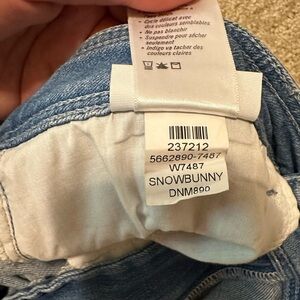 • Cycle délicat avec
des couleurs semblables
• Ne pas blanchir
• Suspendre pour sécher
seulement
• Indigo va tacher des
couleurs claires
237212
5662890-7487
W7487
SNOWBUNNY
DNM890